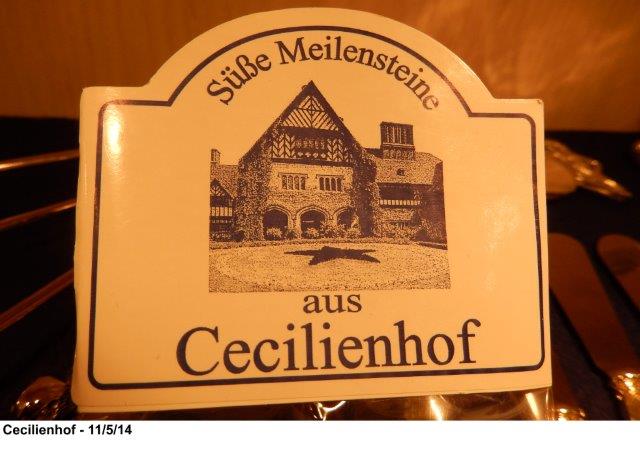 Süße Meilensteine
aus
Cecilienhof
Cecilienhof - 11/5/14